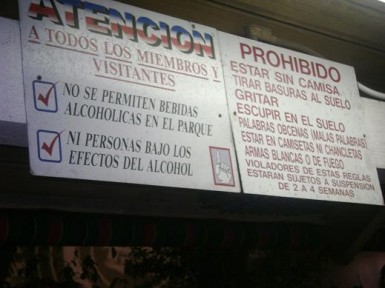 ATENCION
A TODOS LOS MIEMBROS Y
VISITANTES
NO SE PERMITEN BEBIDAS
ALCOHOLICAS EN EL PARQUE
NI PERSONAS BAJO LOS
EFECTOS DEL ALCOHOL
PROHIBIDO
ESTAR SIN CAMISA
TIRAR BASURAS AL SUELO
GRITAR
ESCUPIR EN EL SUELO
PALABRAS OBCENAS (MALAS PALABRAS)
ESTAR EN CAMISETAS NI CHANCLETAS
ARMAS BLANCAS O DE FUEGO
VIOLADORES DE ESTAS REGLAS
ESTARAN SUJETOS A SUSPENSION
DE 2 A 4 SEMANAS